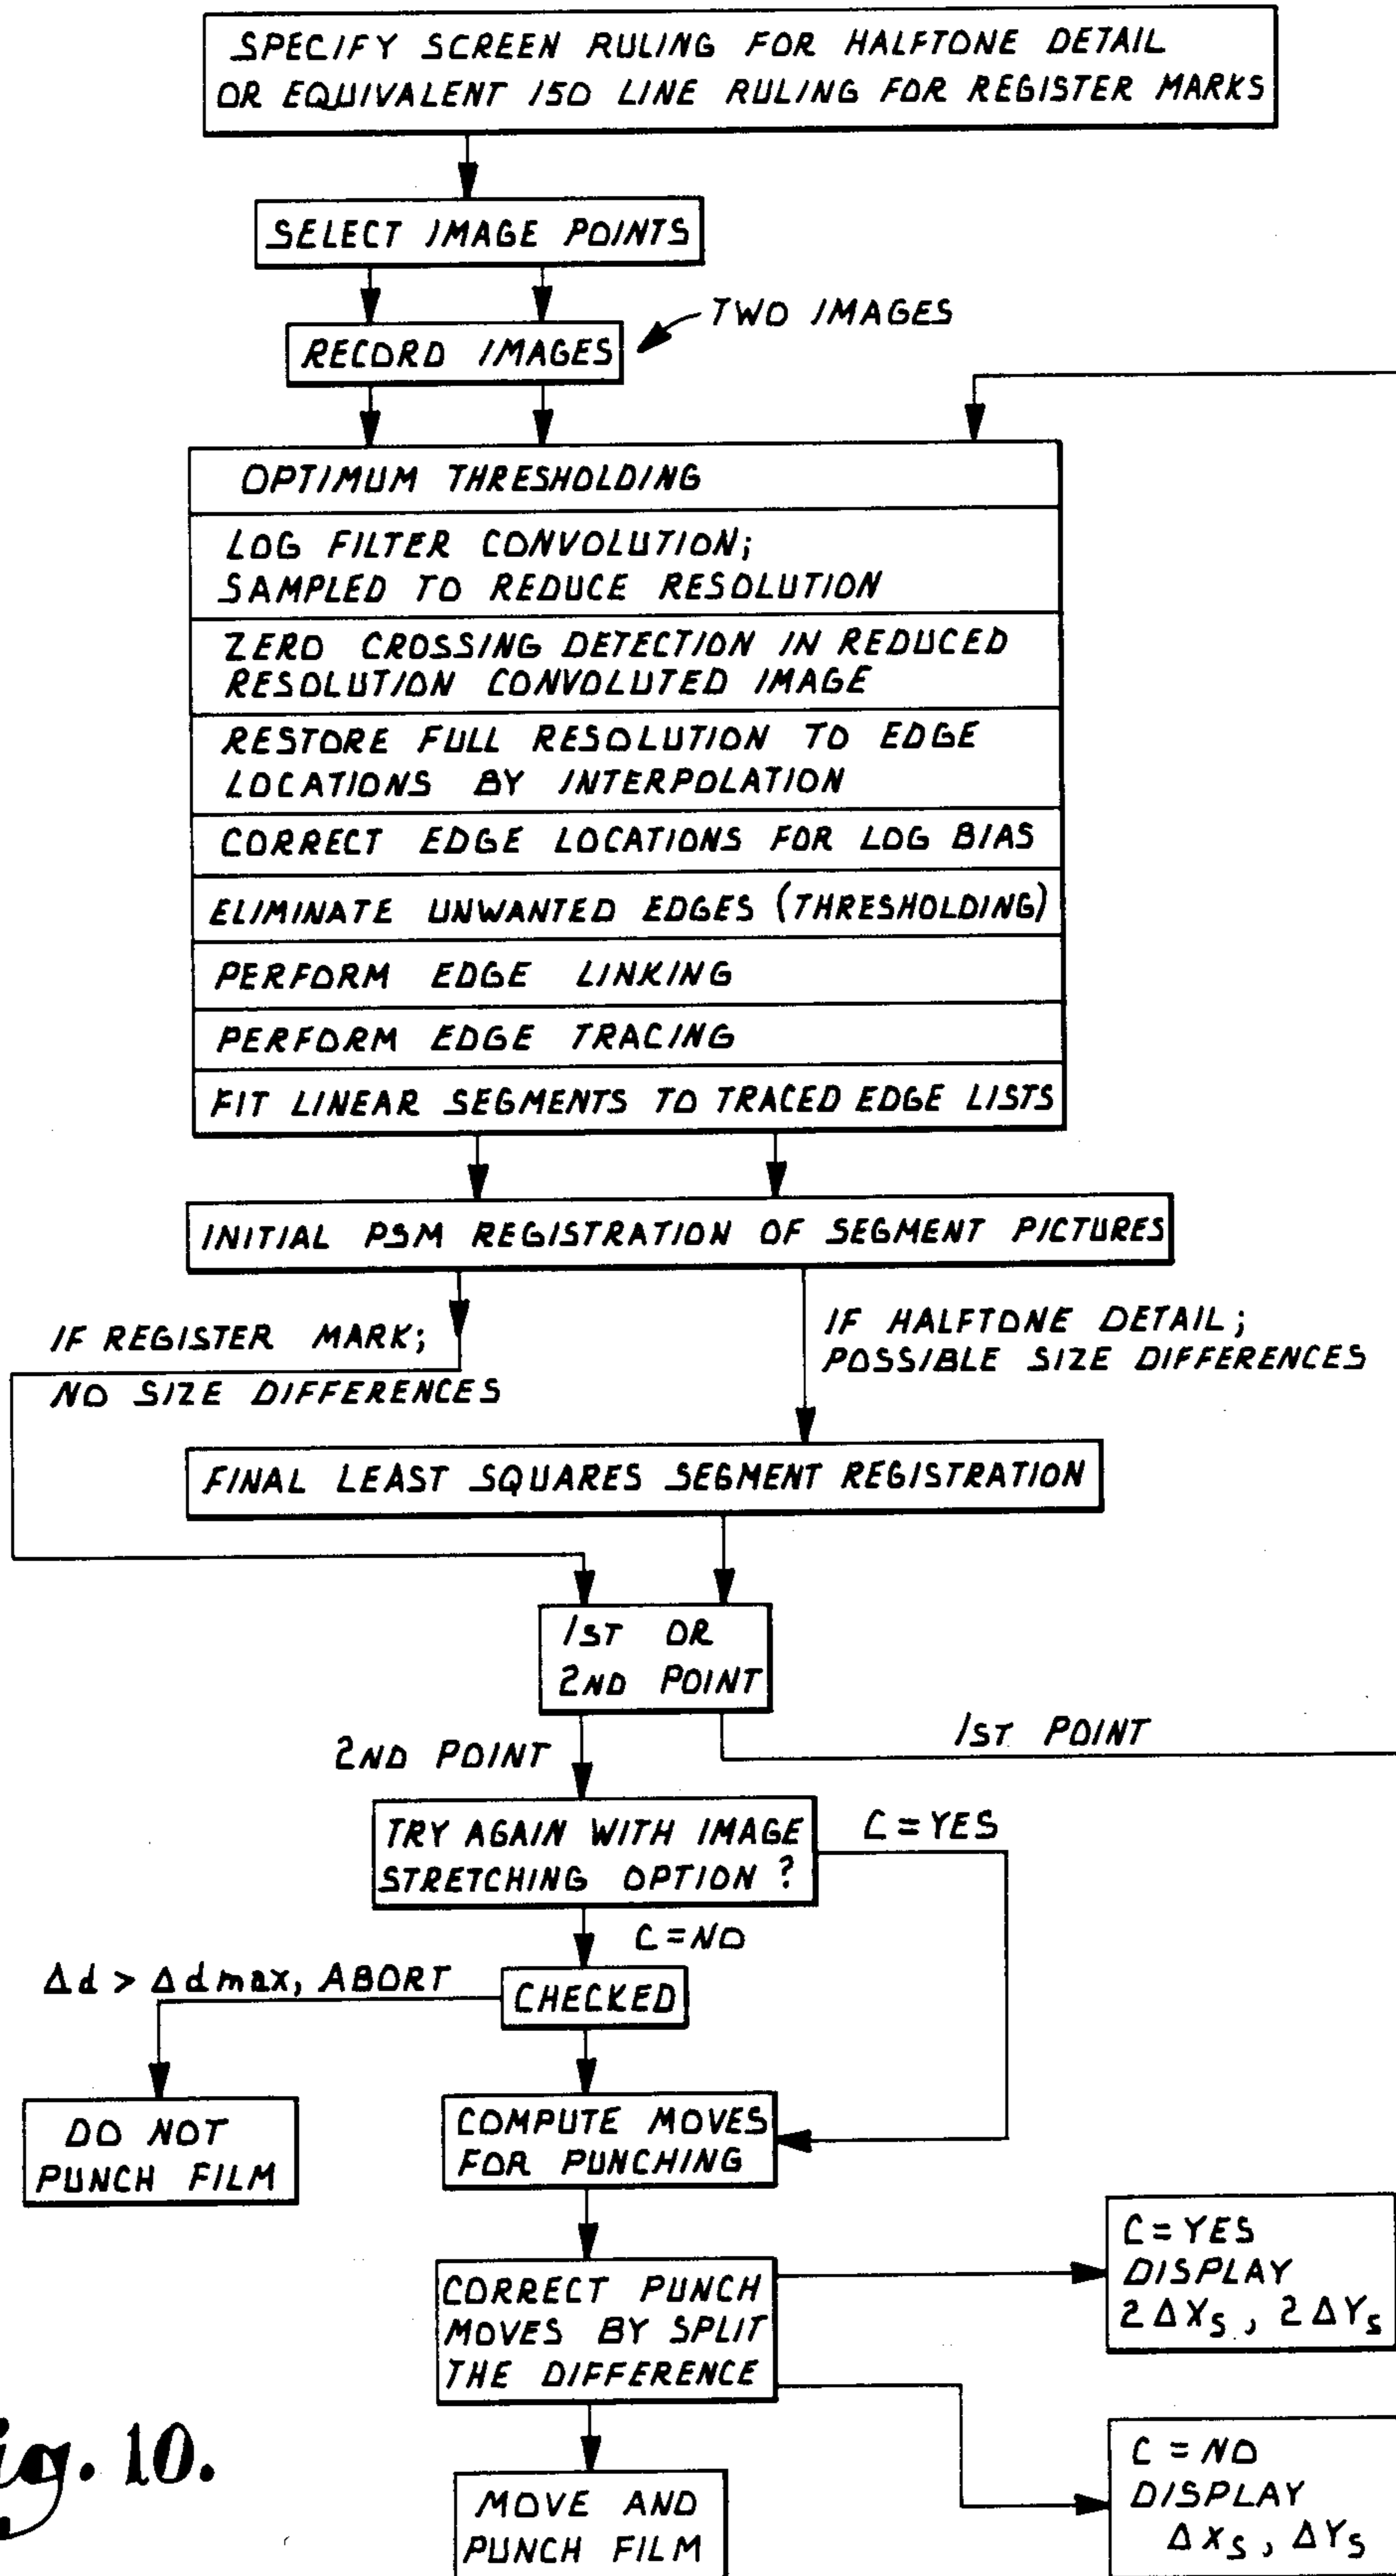 SPECIFY SCREEN RULING FOR HALFTONE DETAIL
OR EQUIVALENT 150 LINE RULING FOR REGISTER MARKS
SELECT IMAGE POINTS
TWO IMAGES
RECORD IMAGES
OPTIMUM THRESHOLDING
LOG FILTER CONVOLUTION;
SAMPLED TO REDUCE RESOLUTION
ZERO CROSSING DETECTION IN REDUCED
RESOLUTION CONVOLUTED IMAGE
RESTORE FULL RESOLUTION TO EDGE
LOCATIONS BY INTERPOLATION
CORRECT EDGE LOCATIONS FOR LOG BIAS
ELIMINATE UNWANTED EDGES (THRESHOLDING)
PERFORM EDGE LINKING
PERFORM EDGE TRACING
FIT LINEAR SEGMENTS TO TRACED EDGE LISTS
INITIAL PSM REGISTRATION OF SEGMENT PICTURES
IF REGISTER MARK;
NO SIZE DIFFERENCES
IF HALFTONE DETAIL;
POSSIBLE SIZE DIFFERENCES
FINAL LEAST SQUARES SEGMENT REGISTRATION
1ST OR
2ND POINT
2ND POINT
1ST POINT
TRY AGAIN WITH IMAGE
STRETCHING OPTION ?
C=YES
C=NO
Δd > Δdmax, ABORT
CHECKED
DO NOT
PUNCH FILM
COMPUTE MOVES
FOR PUNCHING
CORRECT PUNCH
MOVES BY SPLIT
THE DIFFERENCE
C=YES
DISPLAY
2ΔXs, 2ΔYs
C=NO
DISPLAY
ΔXs, ΔYs
MOVE AND
PUNCH FILM
ig. 10.